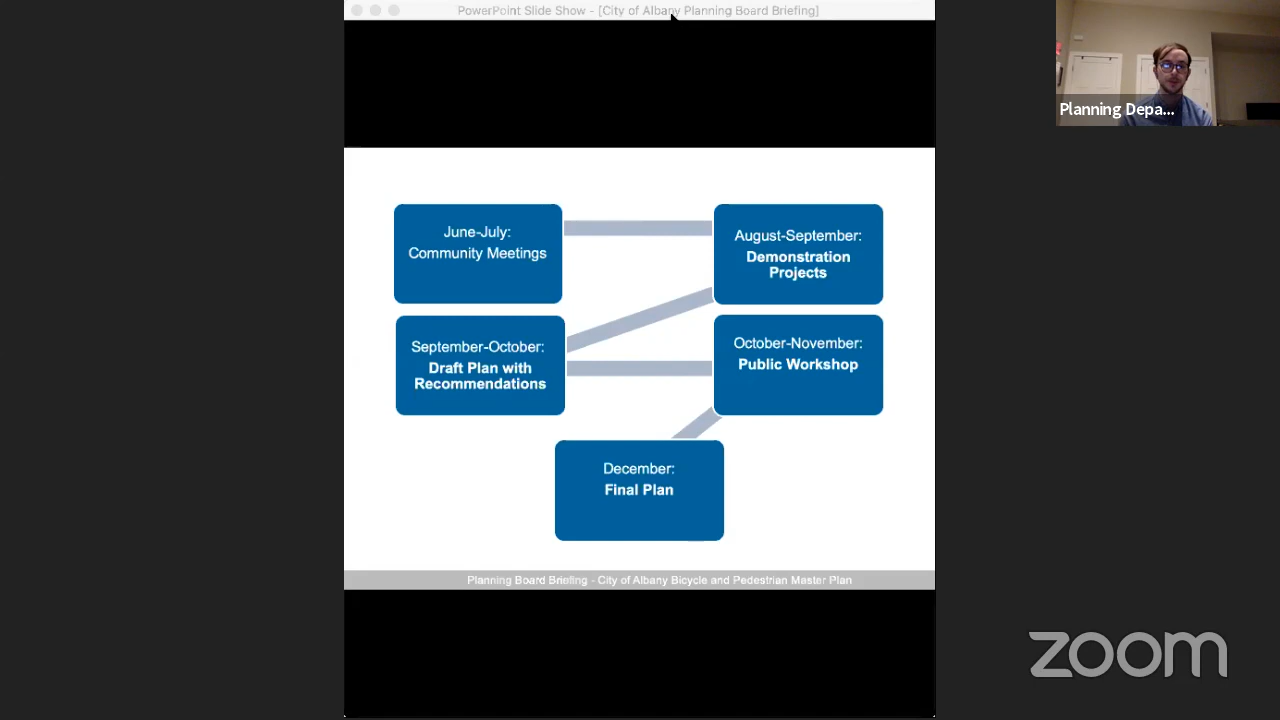 PowerPoint Slide Show - [City of Albany Planning Board Briefing]
Planning Depa...
June-July:
Community Meetings
August-September:
Demonstration
Projects
September-October:
Draft Plan with
Recommendations
October-November:
Public Workshop
December:
Final Plan
Planning Board Briefing - City of Albany Bicycle and Pedestrian Master Plan
zoom